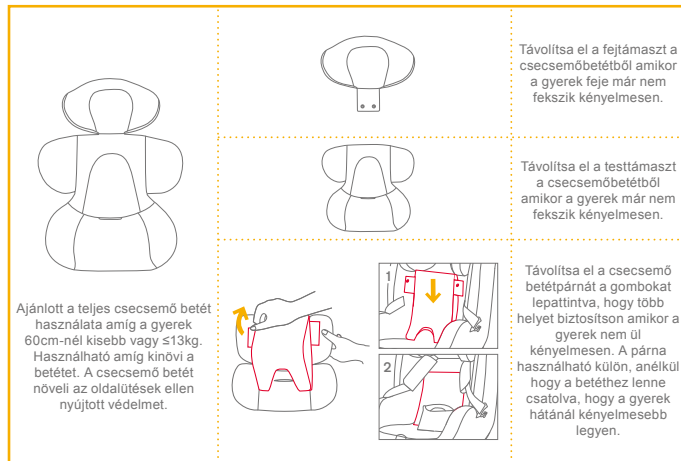 Ajánlott a teljes csecsemő betét
használata amíg a gyerek
60cm-nél kisebb vagy ≤13kg.
Használható amíg kinövi a
betétet. A csecsemő betét
növeli az oldalütések ellen
nyújtott védelmet.
Távolítsa el a fejtámaszt a
csecsemőbetétből amikor
a gyerek feje már nem
fekszik kényelmesen.
Távolítsa el a testtámaszt
a csecsemőbetétből
amikor a gyerek már nem
fekszik kényelmesen.
1
2
Távolítsa el a csecsemő
betétpárnát a gombokat
lepattintva, hogy több
helyet biztosítson amikor a
gyerek nem ül
kényelmesen. A párna
használható külön, anélkül
hogy a betéthez lenne
csatolva, hogy a gyerek
hátánál kényelmesebb
legyen.